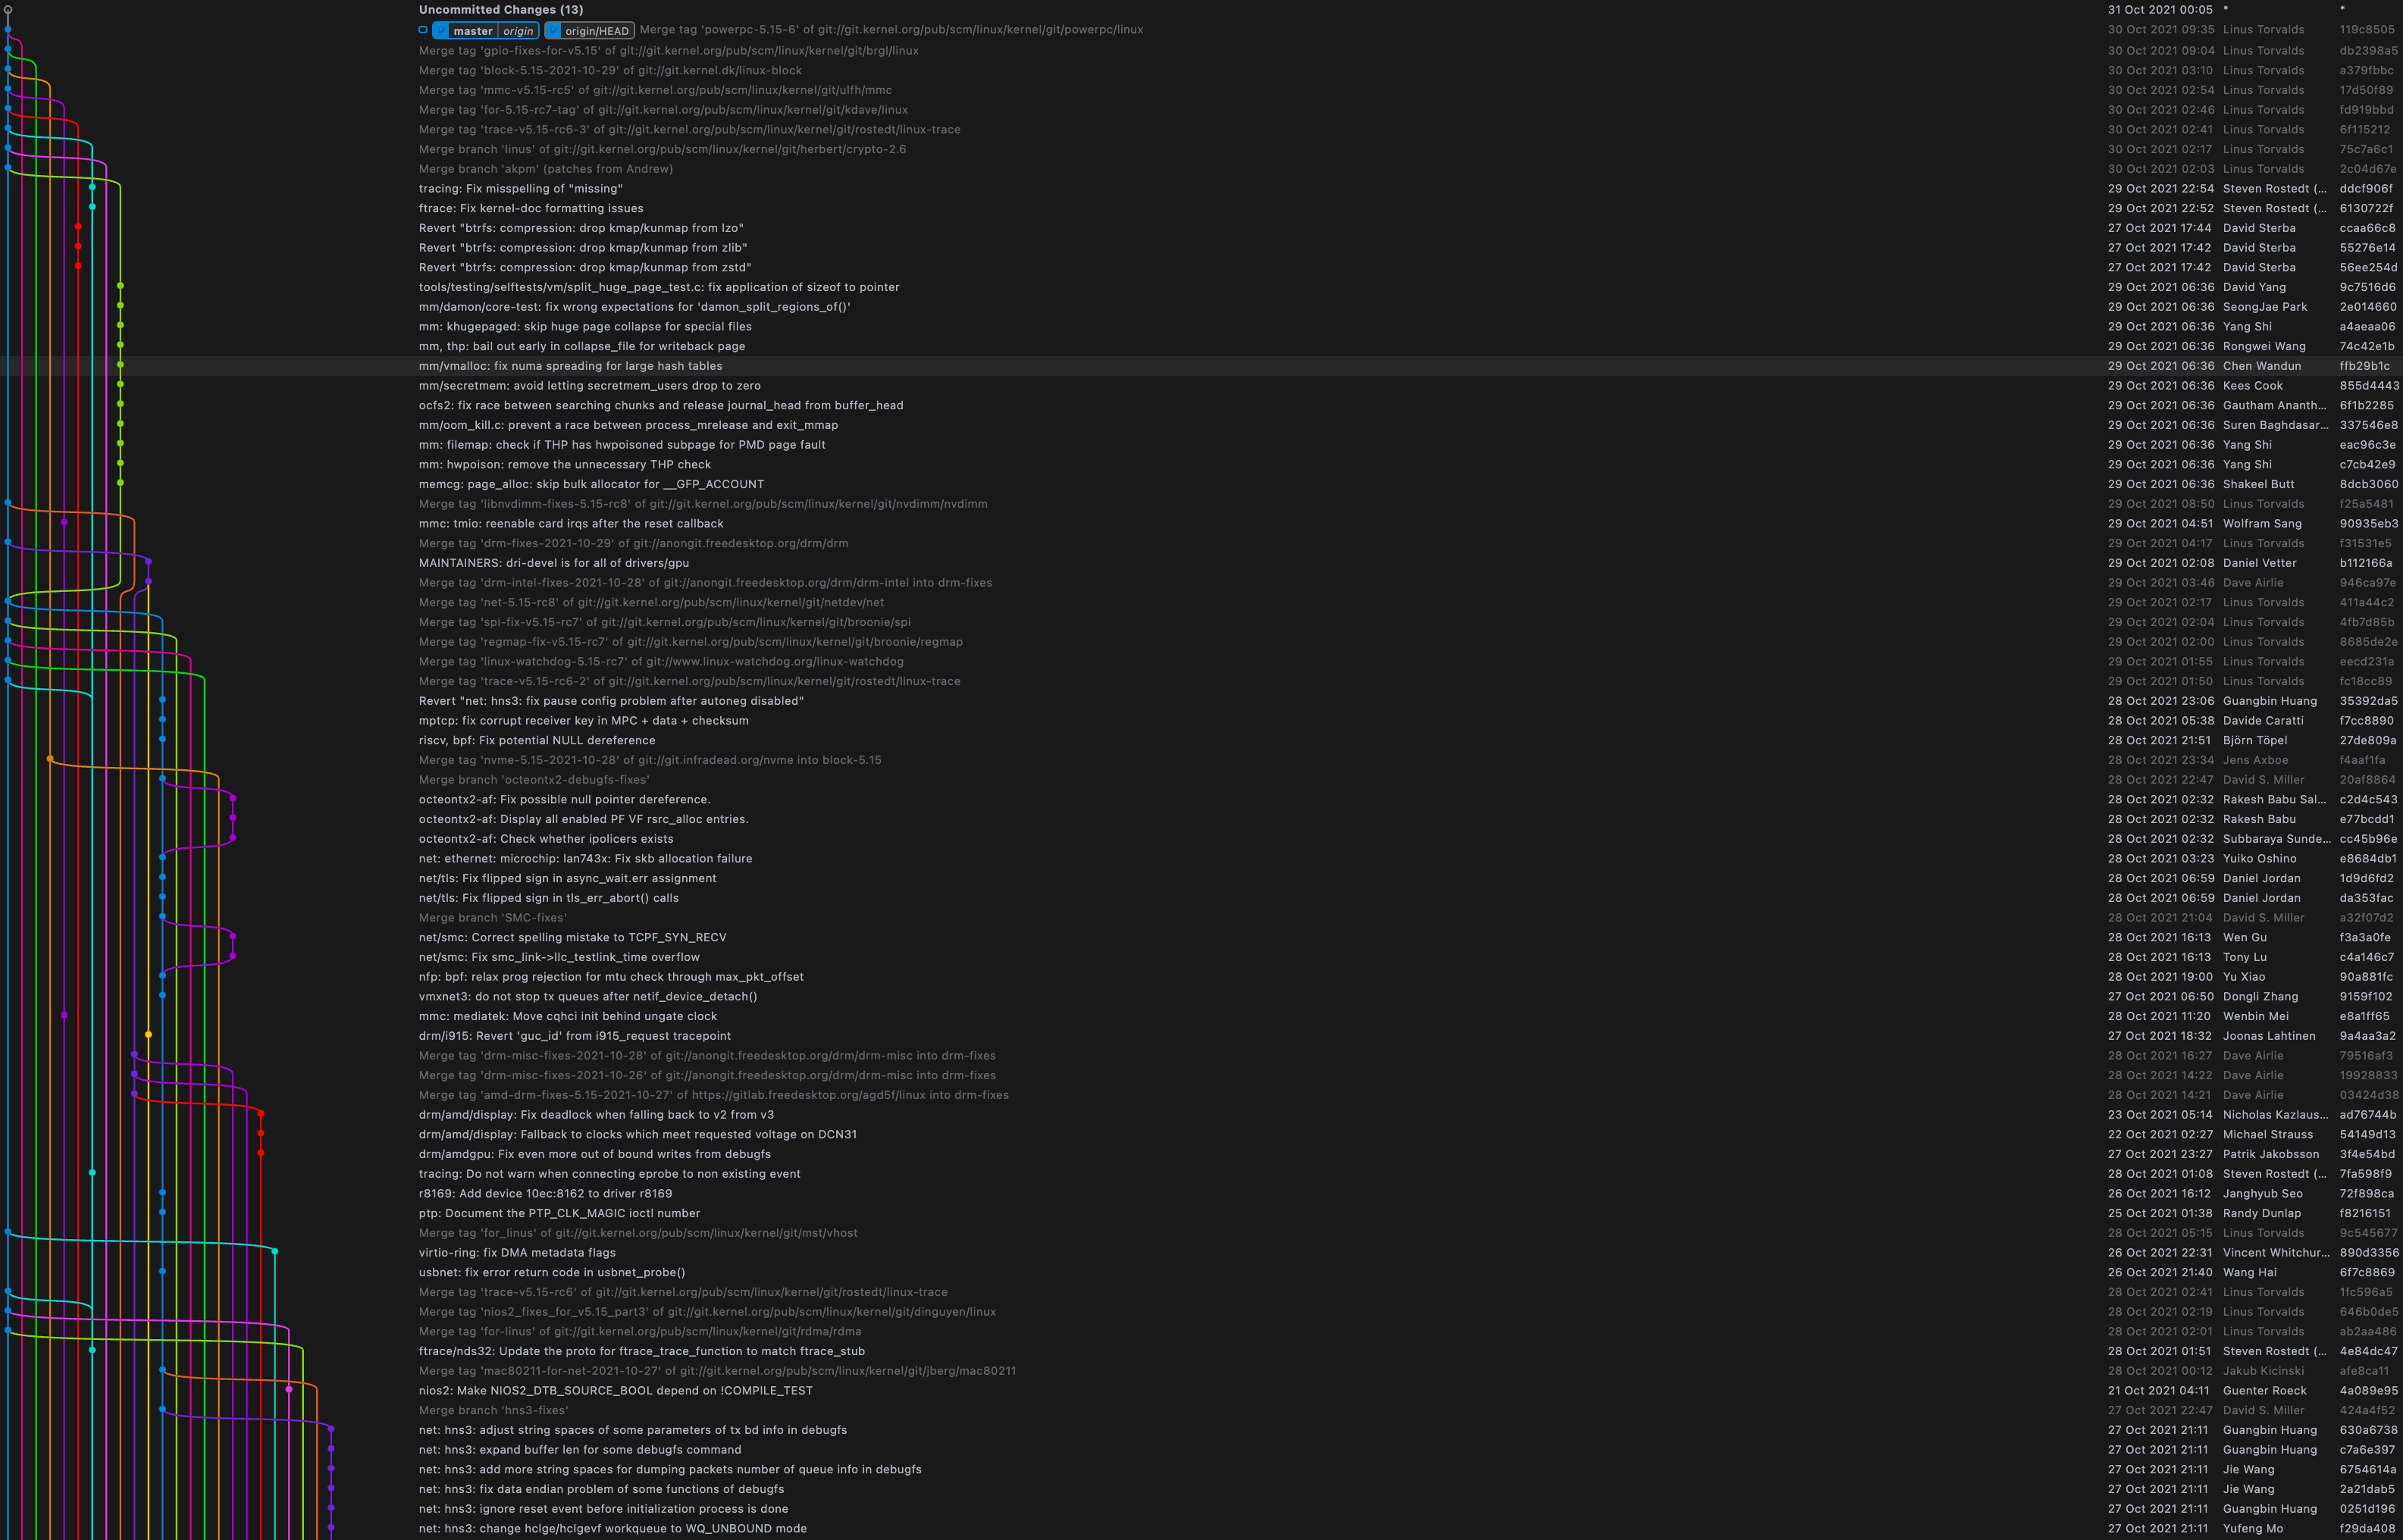 Uncommitted Changes (13) 31 Oct 2021 00:05 * *
master origin origin/HEAD Merge tag 'powerpc-5.15-6' of git://git.kernel.org/pub/scm/linux/kernel/git/powerpc/linux 30 Oct 2021 09:35 Linus Torvalds 119c8505
Merge tag 'gpio-fixes-for-v5.15' of git://git.kernel.org/pub/scm/linux/kernel/git/brgl/linux 30 Oct 2021 09:04 Linus Torvalds db2398a5
Merge tag 'block-5.15-2021-10-29' of git://git.kernel.dk/linux-block 30 Oct 2021 03:10 Linus Torvalds a379fbbc
Merge tag 'mmc-v5.15-rc5' of git://git.kernel.org/pub/scm/linux/kernel/git/ulfh/mmc 30 Oct 2021 02:54 Linus Torvalds 17d50f89
Merge tag 'for-5.15-rc7-tag' of git://git.kernel.org/pub/scm/linux/kernel/git/kdave/linux 30 Oct 2021 02:46 Linus Torvalds fd919bbd
Merge tag 'trace-v5.15-rc6-3' of git://git.kernel.org/pub/scm/linux/kernel/git/rostedt/linux-trace 30 Oct 2021 02:41 Linus Torvalds 6f115212
Merge branch 'linus' of git://git.kernel.org/pub/scm/linux/kernel/git/herbert/crypto-2.6 30 Oct 2021 02:17 Linus Torvalds 75c7a6c1
Merge branch 'akpm' (patches from Andrew) 30 Oct 2021 02:03 Linus Torvalds 2c04d67e
tracing: Fix misspelling of "missing" 29 Oct 2021 22:54 Steven Rostedt (... ddcf906f
ftrace: Fix kernel-doc formatting issues 29 Oct 2021 22:52 Steven Rostedt (... 6130722f
Revert "btrfs: compression: drop kmap/kunmap from lzo" 27 Oct 2021 17:44 David Sterba ccaa66c8
Revert "btrfs: compression: drop kmap/kunmap from zlib" 27 Oct 2021 17:42 David Sterba 55276e14
Revert "btrfs: compression: drop kmap/kunmap from zstd" 27 Oct 2021 17:42 David Sterba 56ee254d
tools/testing/selftests/vm/split_huge_page_test.c: fix application of sizeof to pointer 29 Oct 2021 06:36 David Yang 9c7516d6
mm/damon/core-test: fix wrong expectations for 'damon_split_regions_of()' 29 Oct 2021 06:36 SeongJae Park 2e014660
mm: khugepaged: skip huge page collapse for special files 29 Oct 2021 06:36 Yang Shi a4aeaa06
mm, thp: bail out early in collapse_file for writeback page 29 Oct 2021 06:36 Rongwei Wang 74c42e1b
mm/vmalloc: fix numa spreading for large hash tables 29 Oct 2021 06:36 Chen Wandun ffb29b1c
mm/secretmem: avoid letting secretmem_users drop to zero 29 Oct 2021 06:36 Kees Cook 855d4443
ocfs2: fix race between searching chunks and release journal_head from buffer_head 29 Oct 2021 06:36 Gautham Ananth... 6f1b2285
mm/oom_kill.c: prevent a race between process_mrelease and exit_mmap 29 Oct 2021 06:36 Suren Baghdasar... 337546e8
mm: filemap: check if THP has hwpoisoned subpage for PMD page fault 29 Oct 2021 06:36 Yang Shi eac96c3e
mm: hwpoison: remove the unnecessary THP check 29 Oct 2021 06:36 Yang Shi c7cb42e9
memcg: page_alloc: skip bulk allocator for __GFP_ACCOUNT 29 Oct 2021 06:36 Shakeel Butt 8dcb3060
Merge tag 'libnvdimm-fixes-5.15-rc8' of git://git.kernel.org/pub/scm/linux/kernel/git/nvdimm/nvdimm 29 Oct 2021 08:50 Linus Torvalds f25a5481
mmc: tmio: reenable card irqs after the reset callback 29 Oct 2021 04:51 Wolfram Sang 90935eb3
Merge tag 'drm-fixes-2021-10-29' of git://anongit.freedesktop.org/drm/drm 29 Oct 2021 04:17 Linus Torvalds f31531e5
MAINTAINERS: dri-devel is for all of drivers/gpu 29 Oct 2021 02:08 Daniel Vetter b112166a
Merge tag 'drm-intel-fixes-2021-10-28' of git://anongit.freedesktop.org/drm/drm-intel into drm-fixes 29 Oct 2021 03:46 Dave Airlie 946ca97e
Merge tag 'net-5.15-rc8' of git://git.kernel.org/pub/scm/linux/kernel/git/netdev/net 29 Oct 2021 02:17 Linus Torvalds 411a44c2
Merge tag 'spi-fix-v5.15-rc7' of git://git.kernel.org/pub/scm/linux/kernel/git/broonie/spi 29 Oct 2021 02:04 Linus Torvalds 4fb7d85b
Merge tag 'regmap-fix-v5.15-rc7' of git://git.kernel.org/pub/scm/linux/kernel/git/broonie/regmap 29 Oct 2021 02:00 Linus Torvalds 8685de2e
Merge tag 'linux-watchdog-5.15-rc7' of git://www.linux-watchdog.org/linux-watchdog 29 Oct 2021 01:55 Linus Torvalds eecd231a
Merge tag 'trace-v5.15-rc6-2' of git://git.kernel.org/pub/scm/linux/kernel/git/rostedt/linux-trace 29 Oct 2021 01:50 Linus Torvalds fc18cc89
Revert "net: hns3: fix pause config problem after autoneg disabled" 28 Oct 2021 23:06 Guangbin Huang 35392da5
mptcp: fix corrupt receiver key in MPC + data + checksum 28 Oct 2021 05:38 Davide Caratti f7cc8890
riscv, bpf: Fix potential NULL dereference 28 Oct 2021 21:51 Björn Töpel 27de809a
Merge tag 'nvme-5.15-2021-10-28' of git://git.infradead.org/nvme into block-5.15 28 Oct 2021 23:34 Jens Axboe f4aaf1fa
Merge branch 'octeontx2-debugfs-fixes' 28 Oct 2021 22:47 David S. Miller 20af8864
octeontx2-af: Fix possible null pointer dereference. 28 Oct 2021 02:32 Rakesh Babu Sal... c2d4c543
octeontx2-af: Display all enabled PF VF rsrc_alloc entries. 28 Oct 2021 02:32 Rakesh Babu e77bcdd1
octeontx2-af: Check whether ipolicers exists 28 Oct 2021 02:32 Subbaraya Sunde... cc45b96e
net: ethernet: microchip: lan743x: Fix skb allocation failure 28 Oct 2021 03:23 Yuiko Oshino e8684db1
net/tls: Fix flipped sign in async_wait.err assignment 28 Oct 2021 06:59 Daniel Jordan 1d9d6fd2
net/tls: Fix flipped sign in tls_err_abort() calls 28 Oct 2021 06:59 Daniel Jordan da353fac
Merge branch 'SMC-fixes' 28 Oct 2021 21:04 David S. Miller a32f07d2
net/smc: Correct spelling mistake to TCPF_SYN_RECV 28 Oct 2021 16:13 Wen Gu f3a3a0fe
net/smc: Fix smc_link->llc_testlink_time overflow 28 Oct 2021 16:13 Tony Lu c4a146c7
nfp: bpf: relax prog rejection for mtu check through max_pkt_offset 28 Oct 2021 19:00 Yu Xiao 90a881fc
vmxnet3: do not stop tx queues after netif_device_detach() 27 Oct 2021 06:50 Dongli Zhang 9159f102
mmc: mediatek: Move cqhci init behind ungate clock 28 Oct 2021 11:20 Wenbin Mei e8a1ff65
drm/i915: Revert 'guc_id' from i915_request tracepoint 27 Oct 2021 18:32 Joonas Lahtinen 9a4aa3a2
Merge tag 'drm-misc-fixes-2021-10-28' of git://anongit.freedesktop.org/drm/drm-misc into drm-fixes 28 Oct 2021 16:27 Dave Airlie 79516af3
Merge tag 'drm-misc-fixes-2021-10-26' of git://anongit.freedesktop.org/drm/drm-misc into drm-fixes 28 Oct 2021 14:22 Dave Airlie 19928833
Merge tag 'amd-drm-fixes-5.15-2021-10-27' of https://gitlab.freedesktop.org/agd5f/linux into drm-fixes 28 Oct 2021 14:21 Dave Airlie 03424d38
drm/amd/display: Fix deadlock when falling back to v2 from v3 23 Oct 2021 05:14 Nicholas Kazlaus... ad76744b
drm/amd/display: Fallback to clocks which meet requested voltage on DCN31 22 Oct 2021 02:27 Michael Strauss 54149d13
drm/amdgpu: Fix even more out of bound writes from debugfs 27 Oct 2021 23:27 Patrik Jakobsson 3f4e54bd
tracing: Do not warn when connecting eprobe to non existing event 28 Oct 2021 01:08 Steven Rostedt (... 7fa598f9
r8169: Add device 10ec:8162 to driver r8169 26 Oct 2021 16:12 Janghyub Seo 72f898ca
ptp: Document the PTP_CLK_MAGIC ioctl number 25 Oct 2021 01:38 Randy Dunlap f8216151
Merge tag 'for_linus' of git://git.kernel.org/pub/scm/linux/kernel/git/mst/vhost 28 Oct 2021 05:15 Linus Torvalds 9c545677
virtio-ring: fix DMA metadata flags 26 Oct 2021 22:31 Vincent Whitchur... 890d3356
usbnet: fix error return code in usbnet_probe() 26 Oct 2021 21:40 Wang Hai 6f7c8869
Merge tag 'trace-v5.15-rc6' of git://git.kernel.org/pub/scm/linux/kernel/git/rostedt/linux-trace 28 Oct 2021 02:41 Linus Torvalds 1fc596a5
Merge tag 'nios2_fixes_for_v5.15_part3' of git://git.kernel.org/pub/scm/linux/kernel/git/dinguyen/linux 28 Oct 2021 02:19 Linus Torvalds 646b0de5
Merge tag 'for-linus' of git://git.kernel.org/pub/scm/linux/kernel/git/rdma/rdma 28 Oct 2021 02:01 Linus Torvalds ab2aa486
ftrace/nds32: Update the proto for ftrace_trace_function to match ftrace_stub 28 Oct 2021 01:51 Steven Rostedt (... 4e84dc47
Merge tag 'mac80211-for-net-2021-10-27' of git://git.kernel.org/pub/scm/linux/kernel/git/jberg/mac80211 28 Oct 2021 00:12 Jakub Kicinski afe8ca11
nios2: Make NIOS2_DTB_SOURCE_BOOL depend on !COMPILE_TEST 21 Oct 2021 04:11 Guenter Roeck 4a089e95
Merge branch 'hns3-fixes' 27 Oct 2021 22:47 David S. Miller 424a4f52
net: hns3: adjust string spaces of some parameters of tx bd info in debugfs 27 Oct 2021 21:11 Guangbin Huang 630a6738
net: hns3: expand buffer len for some debugfs command 27 Oct 2021 21:11 Guangbin Huang c7a6e397
net: hns3: add more string spaces for dumping packets number of queue info in debugfs 27 Oct 2021 21:11 Jie Wang 6754614a
net: hns3: fix data endian problem of some functions of debugfs 27 Oct 2021 21:11 Jie Wang 2a21dab5
net: hns3: ignore reset event before initialization process is done 27 Oct 2021 21:11 Guangbin Huang 0251d196
net: hns3: change hclge/hclgevf workqueue to WQ_UNBOUND mode 27 Oct 2021 21:11 Yufeng Mo f29da408